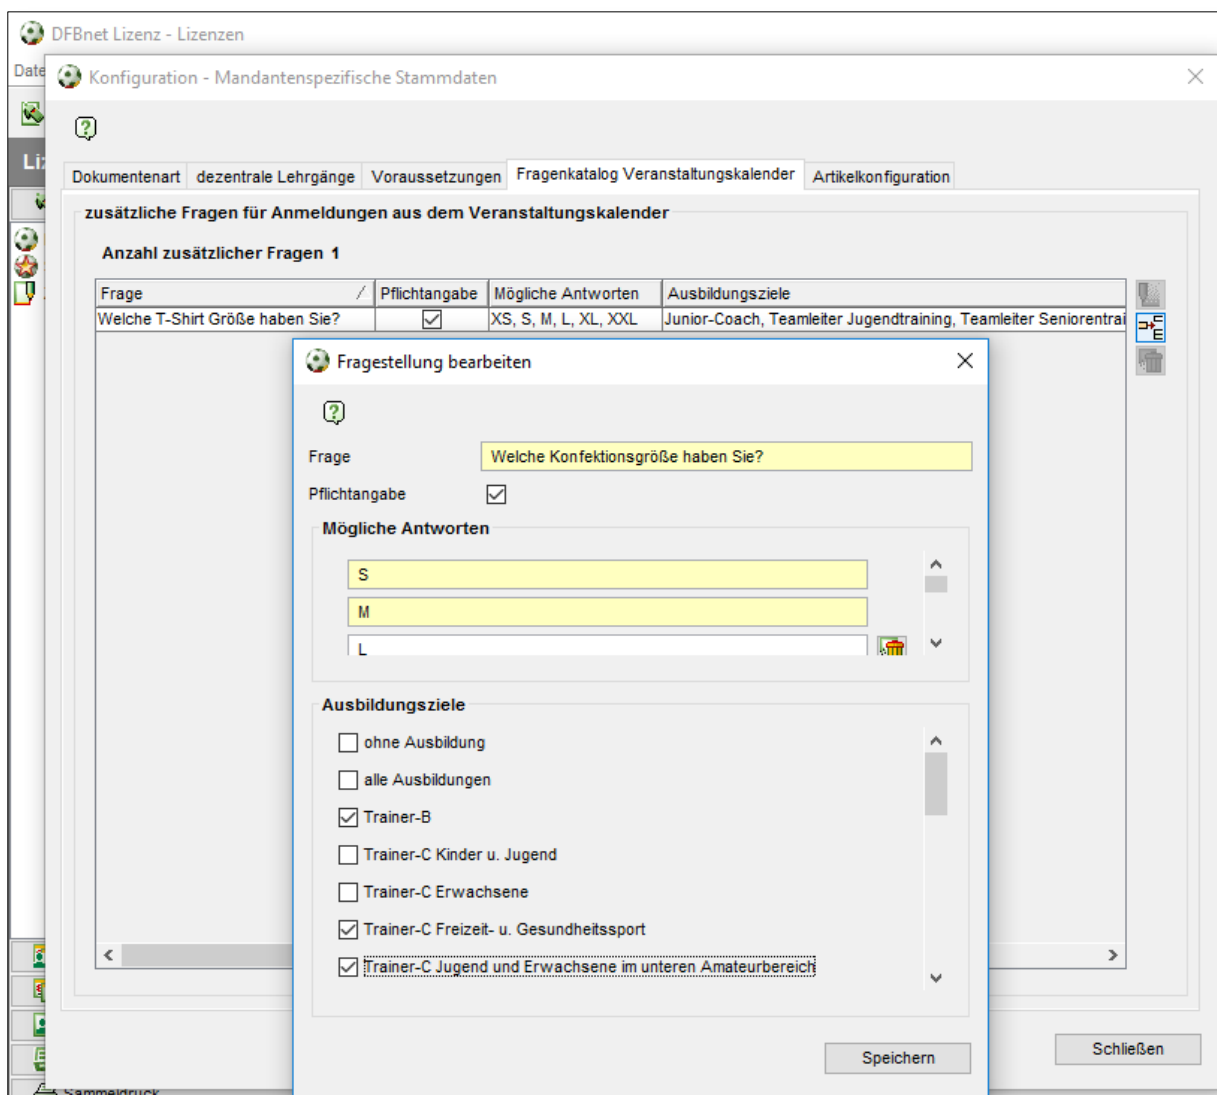 DFBnet Lizenz - Lizenzen
Date
Konfiguration - Mandantenspezifische Stammdaten
Liz
Dokumentenart dezentrale Lehrgänge Voraussetzungen Fragenkatalog Veranstaltungskalender Artikelkonfiguration
zusätzliche Fragen für Anmeldungen aus dem Veranstaltungskalender
Anzahl zusätzlicher Fragen 1
Frage Pflichtangabe Mögliche Antworten Ausbildungsziele
Welche T-Shirt Größe haben Sie? XS, S, M, L, XL, XXL Junior-Coach, Teamleiter Jugendtraining, Teamleiter Seniorentrai
Fragestellung bearbeiten
Frage Welche Konfektionsgröße haben Sie?
Pflichtangabe
Mögliche Antworten
S
M
L
Ausbildungsziele
ohne Ausbildung
alle Ausbildungen
Trainer-B
Trainer-C Kinder u. Jugend
Trainer-C Erwachsene
Trainer-C Freizeit- u. Gesundheitssport
Trainer-C Jugend und Erwachsene im unteren Amateurbereich
Speichern
Schließen
Sammeldruck